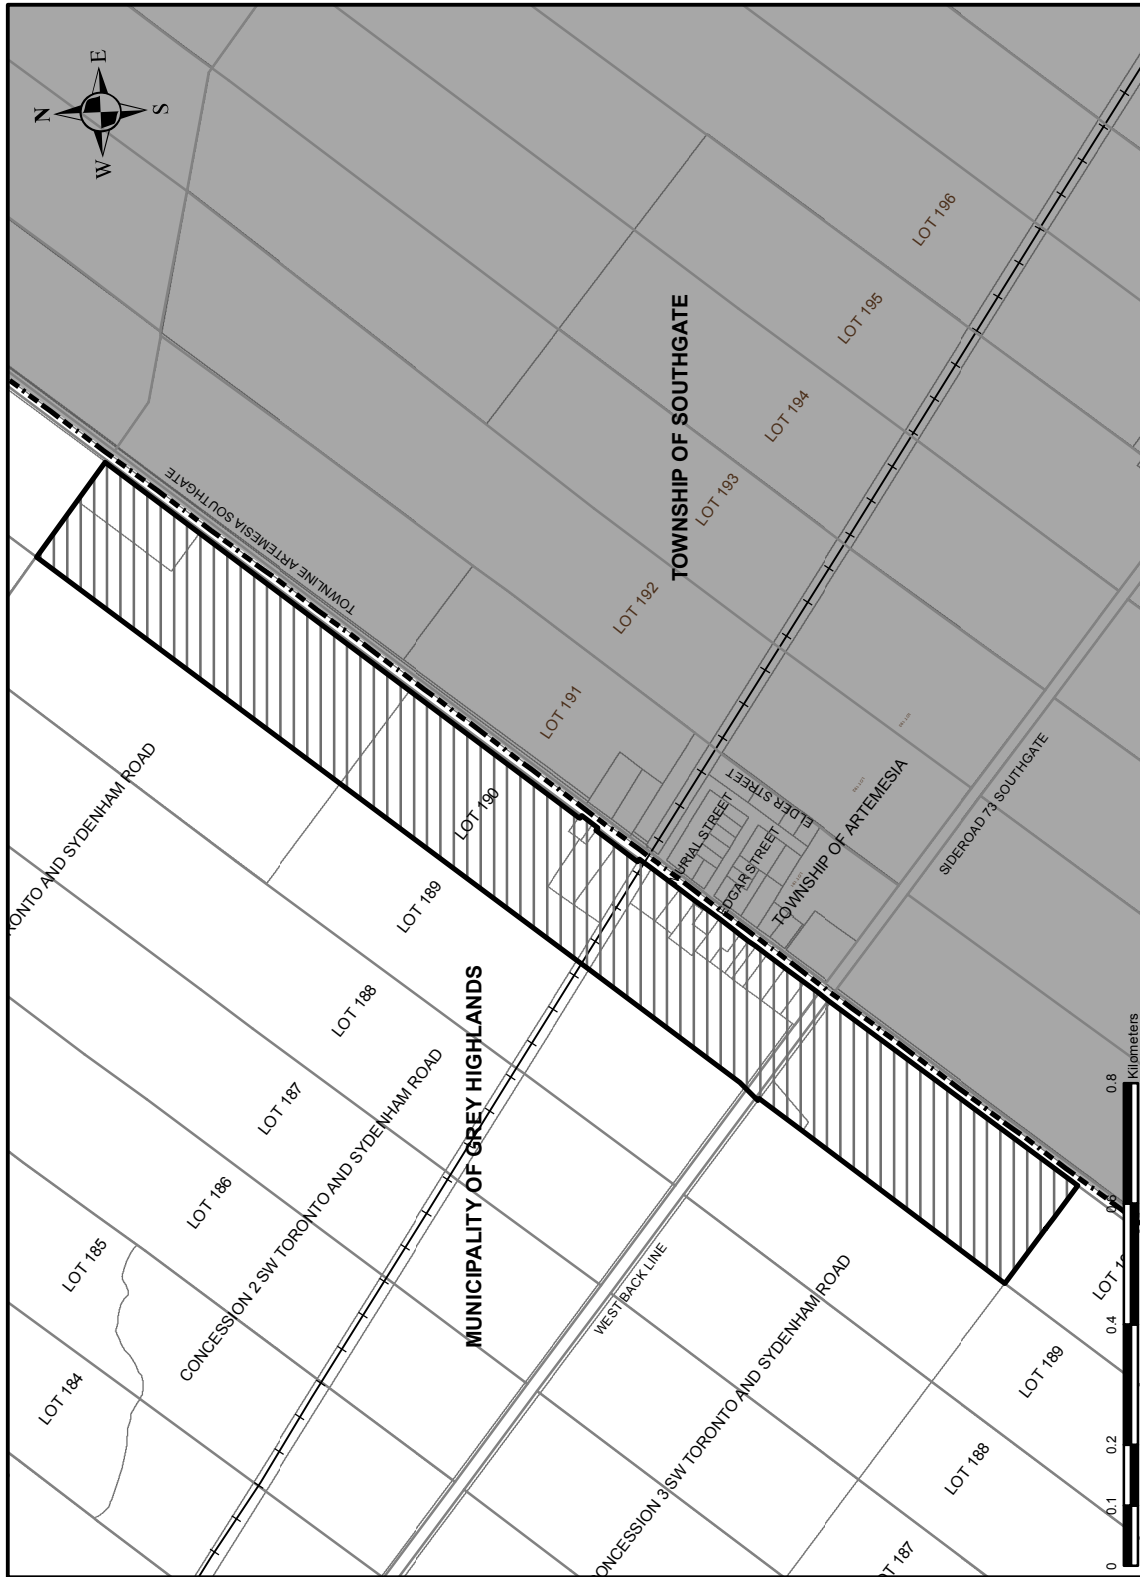 N
E
W
S
RONTO AND SYDENHAM ROAD
TOWNLINE ARTEMESIA SOUTHGATE
LOT 196
LOT 195
LOT 194
LOT 193
LOT 192
LOT 191
TOWNSHIP OF SOUTHGATE
LOT 190
LOT 189
LOT 188
LOT 187
LOT 186
LOT 185
LOT 184
CONCESSION 2 SW TORONTO AND SYDENHAM ROAD
MUNICIPALITY OF GREY HIGHLANDS
URIAL STREET
EDGAR STREET
ELDER STREET
TOWNSHIP OF ARTEMESIA
SIDEROAD 73 SOUTHGATE
WEST BACK LINE
ONCESSION 3 SW TORONTO AND SYDENHAM ROAD
LOT 189
LOT 188
OT 187
0
0.1
0.2
0.4
0.6
0.8
Kilometers